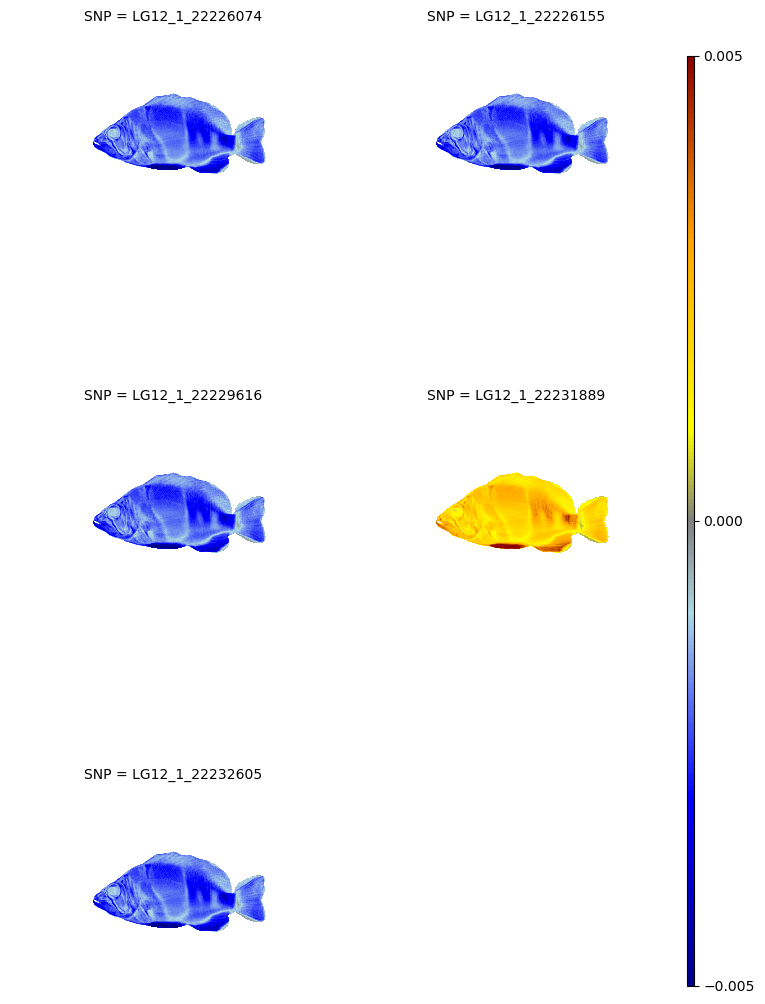 SNP = LG12_1_22226074
SNP = LG12_1_22226155
0.005
SNP = LG12_1_22229616
SNP = LG12_1_22231889
0.000
SNP = LG12_1_22232605
−0.005